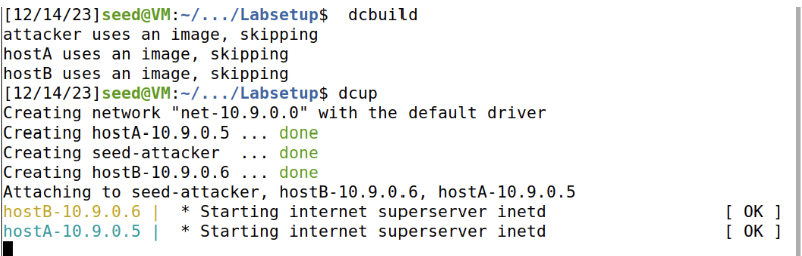 [12/14/23]seed@VM:~/.../Labsetup$  dcbuild
attacker uses an image, skipping
hostA uses an image, skipping
hostB uses an image, skipping
[12/14/23]seed@VM:~/.../Labsetup$ dcup
Creating network "net-10.9.0.0" with the default driver
Creating hostA-10.9.0.5 ... done
Creating seed-attacker  ... done
Creating hostB-10.9.0.6 ... done
Attaching to seed-attacker, hostB-10.9.0.6, hostA-10.9.0.5
hostB-10.9.0.6 |  * Starting internet superserver inetd                  [ OK ]
hostA-10.9.0.5 |  * Starting internet superserver inetd                  [ OK ]